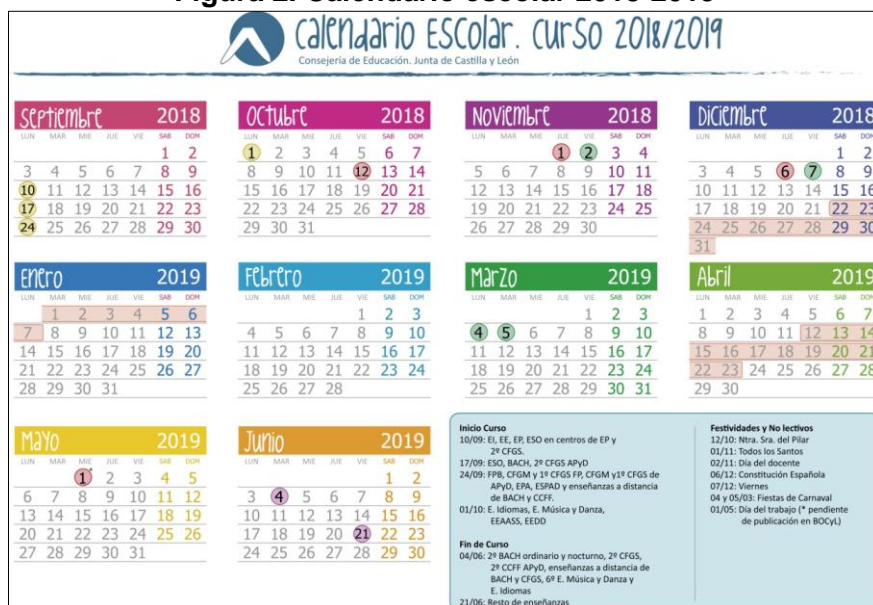 Figura 2. Calendario escolar 2018-2019
Calendario Escolar. Curso 2018/2019
Consejería de Educación. Junta de Castilla y León
Septiembre 2018
LUN MAR MIE JUE VIE SAB DOM
1 2
3 4 5 6 7 8 9
10 11 12 13 14 15 16
17 18 19 20 21 22 23
24 25 26 27 28 29 30
Octubre 2018
LUN MAR MIE JUE VIE SAB DOM
1 2 3 4 5 6 7
8 9 10 11 12 13 14
15 16 17 18 19 20 21
22 23 24 25 26 27 28
29 30 31
Noviembre 2018
LUN MAR MIE JUE VIE SAB DOM
1 2 3 4
5 6 7 8 9 10 11
12 13 14 15 16 17 18
19 20 21 22 23 24 25
26 27 28 29 30
Diciembre 2018
LUN MAR MIE JUE VIE SAB DOM
1 2
3 4 5 6 7 8 9
10 11 12 13 14 15 16
17 18 19 20 21 22 23
24 25 26 27 28 29 30
31
Enero 2019
LUN MAR MIE JUE VIE SAB DOM
1 2 3 4 5 6
7 8 9 10 11 12 13
14 15 16 17 18 19 20
21 22 23 24 25 26 27
28 29 30 31
Febrero 2019
LUN MAR MIE JUE VIE SAB DOM
1 2 3
4 5 6 7 8 9 10
11 12 13 14 15 16 17
18 19 20 21 22 23 24
25 26 27 28
Marzo 2019
LUN MAR MIE JUE VIE SAB DOM
1 2 3
4 5 6 7 8 9 10
11 12 13 14 15 16 17
18 19 20 21 22 23 24
25 26 27 28 29 30 31
Abril 2019
LUN MAR MIE JUE VIE SAB DOM
1 2 3 4 5 6 7
8 9 10 11 12 13 14
15 16 17 18 19 20 21
22 23 24 25 26 27 28
29 30
Mayo 2019
LUN MAR MIE JUE VIE SAB DOM
1* 2 3 4 5
6 7 8 9 10 11 12
13 14 15 16 17 18 19
20 21 22 23 24 25 26
27 28 29 30 31
Junio 2019
LUN MAR MIE JUE VIE SAB DOM
1 2
3 4 5 6 7 8 9
10 11 12 13 14 15 16
17 18 19 20 21 22 23
24 25 26 27 28 29 30
Inicio Curso
10/09: EI, EE, EP, ESO en centros de EP y
2º CFGS.
17/09: ESO, BACH, 2º CFGS APyD
24/09: FPB, CFGM y 1º CFGS FP, CFGM y1º CFGS de
APyD, EPA, ESPAD y enseñanzas a distancia
de BACH y CCFF.
01/10: E. Idiomas, E. Música y Danza,
EEAASS, EEDD
Fin de Curso
04/06: 2º BACH ordinario y nocturno, 2º CFGS,
2º CCFF APyD, enseñanzas a distancia de
BACH y CFGS, 6º E. Música y Danza y
E. Idiomas
21/06: Resto de enseñanzas
Festividades y No lectivos
12/10: Ntra. Sra. del Pilar
01/11: Todos los Santos
02/11: Dia del docente
06/12: Constitución Española
07/12: Viernes
04 y 05/03: Fiestas de Carnaval
01/05: Día del trabajo (* pendiente
de publicación en BOCyL)